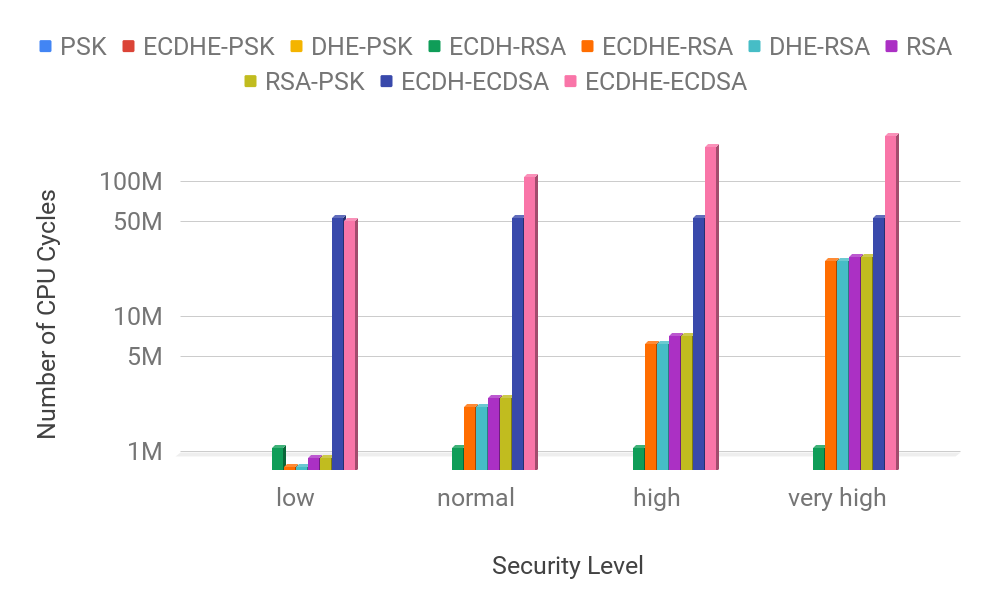 PSK ECDHE-PSK DHE-PSK ECDH-RSA ECDHE-RSA DHE-RSA RSA
RSA-PSK ECDH-ECDSA ECDHE-ECDSA
Number of CPU Cycles
100M
50M
10M
5M
1M
low normal high very high
Security Level